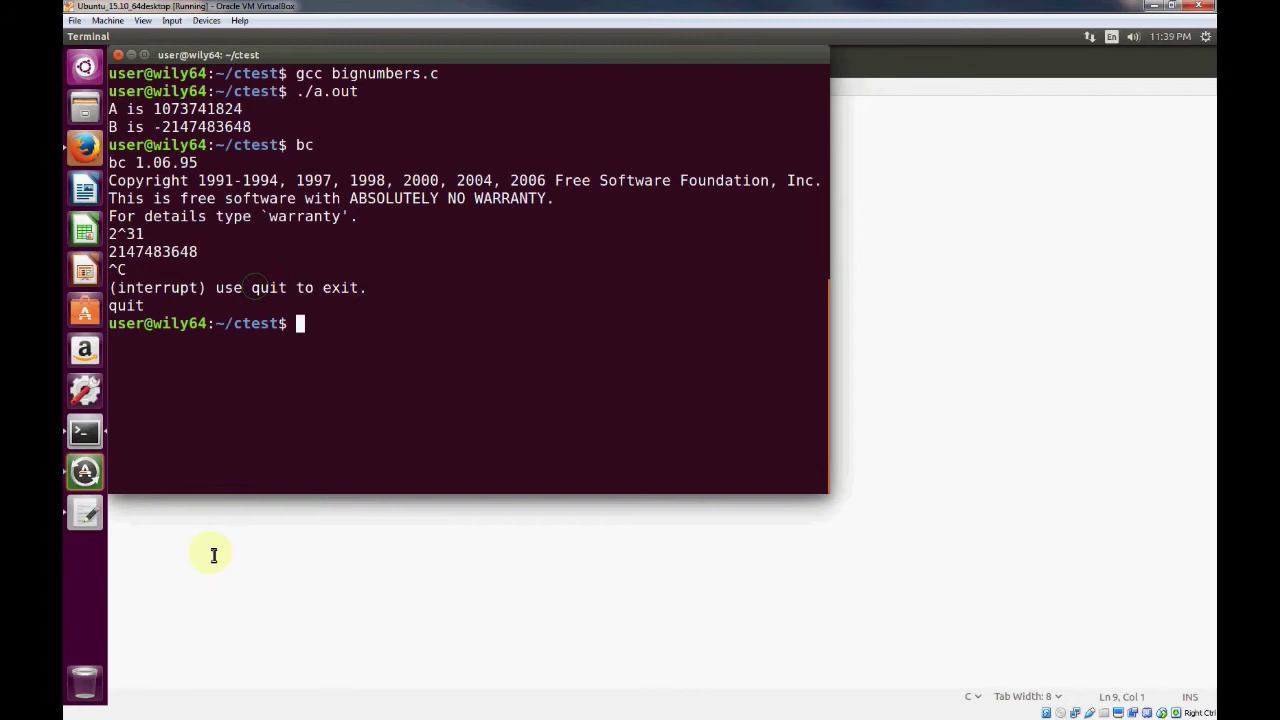 Ubuntu_15.10_64desktop [Running] - Oracle VM VirtualBox
File Machine View Input Devices Help
Terminal
En
11:39 PM
user@wily64: ~/ctest
user@wily64:~/ctest$ gcc bignumbers.c
user@wily64:~/ctest$ ./a.out
A is 1073741824
B is -2147483648
user@wily64:~/ctest$ bc
bc 1.06.95
Copyright 1991-1994, 1997, 1998, 2000, 2004, 2006 Free Software Foundation, Inc.
This is free software with ABSOLUTELY NO WARRANTY.
For details type `warranty'.
2^31
2147483648
^C
(interrupt) use quit to exit.
quit
user@wily64:~/ctest$
C Tab Width: 8 Ln 9, Col 1 INS
Right Ctrl